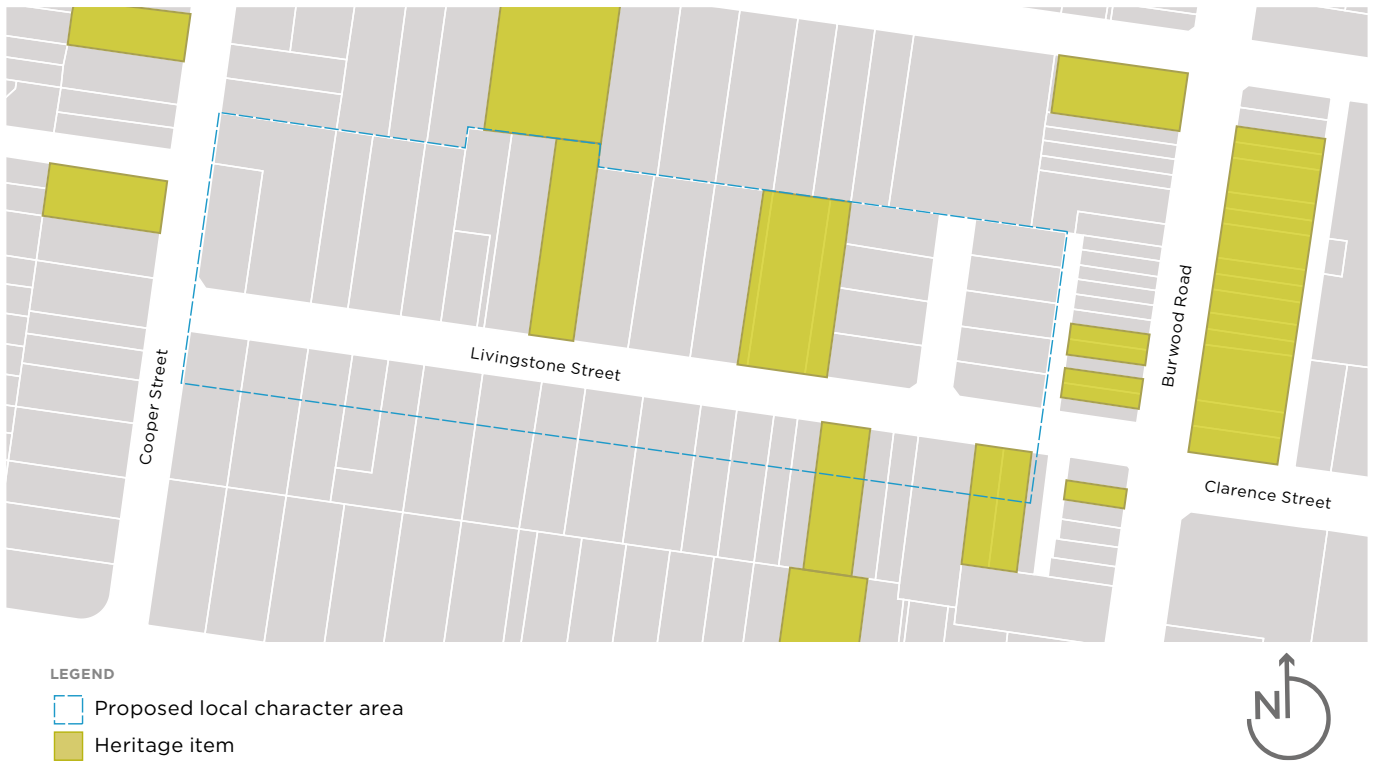 Burwood Road
Livingstone Street
Cooper Street
Clarence Street
LEGEND
Proposed local character area
Heritage item
N